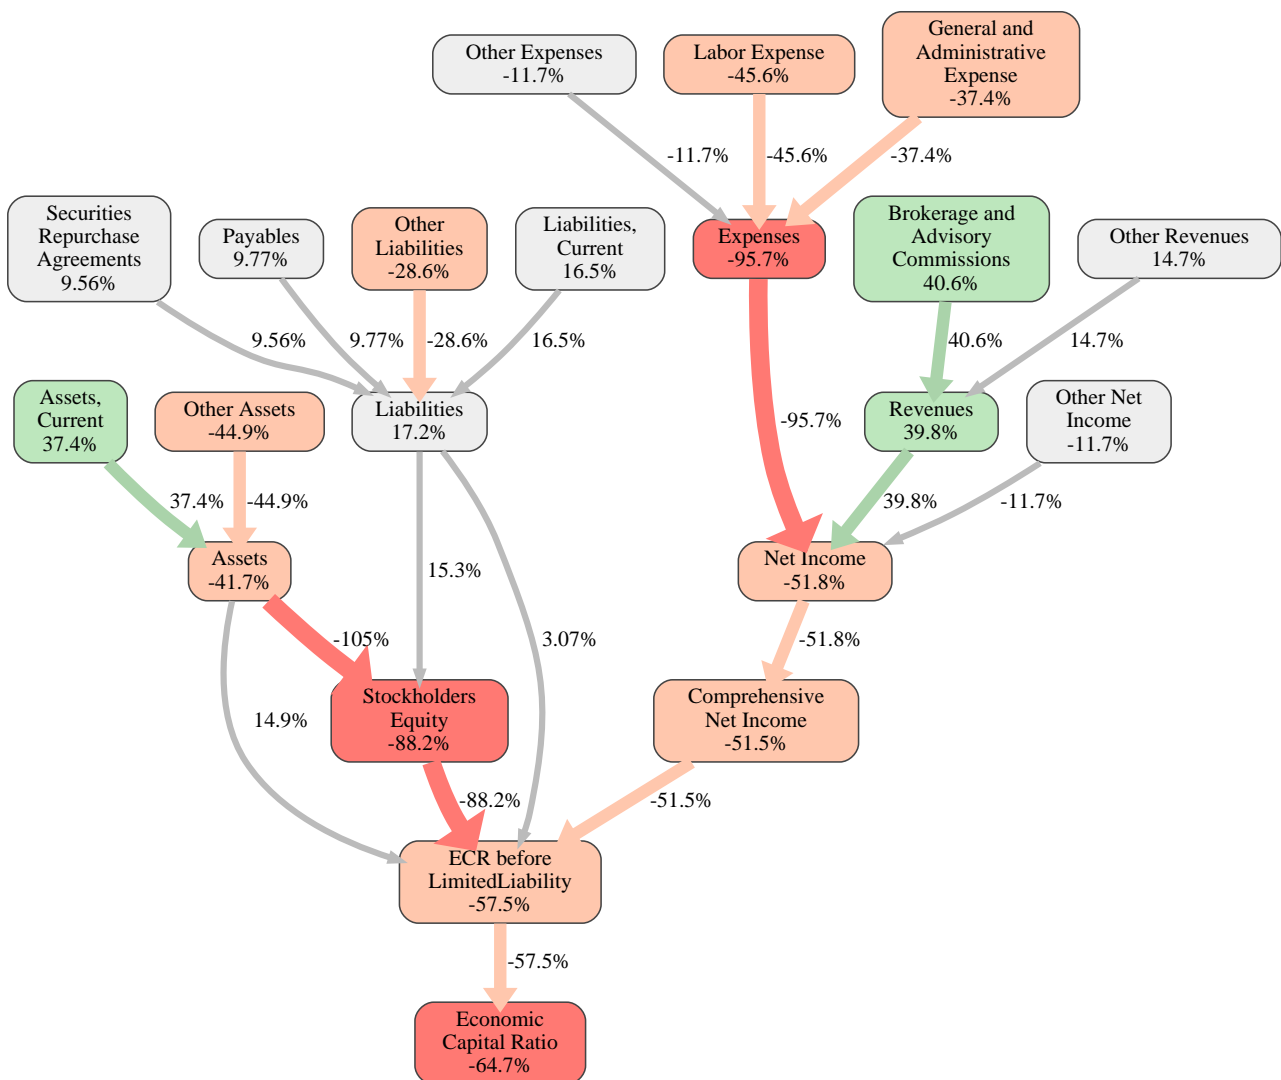 Other Expenses
-11.7%
Labor Expense
-45.6%
General and
Administrative
Expense
-37.4%
-11.7%
-45.6%
-37.4%
Securities
Repurchase
Agreements
9.56%
Payables
9.77%
Other
Liabilities
-28.6%
Liabilities,
Current
16.5%
Expenses
-95.7%
Brokerage and
Advisory
Commissions
40.6%
Other Revenues
14.7%
9.56%
9.77%
-28.6%
16.5%
40.6%
14.7%
Assets,
Current
37.4%
Other Assets
-44.9%
Liabilities
17.2%
-95.7%
Revenues
39.8%
Other Net
Income
-11.7%
37.4%
-44.9%
39.8%
-11.7%
Assets
-41.7%
15.3%
Net Income
-51.8%
-105%
3.07%
-51.8%
14.9%
Stockholders
Equity
-88.2%
Comprehensive
Net Income
-51.5%
-88.2%
-51.5%
ECR before
LimitedLiability
-57.5%
-57.5%
Economic
Capital Ratio
-64.7%